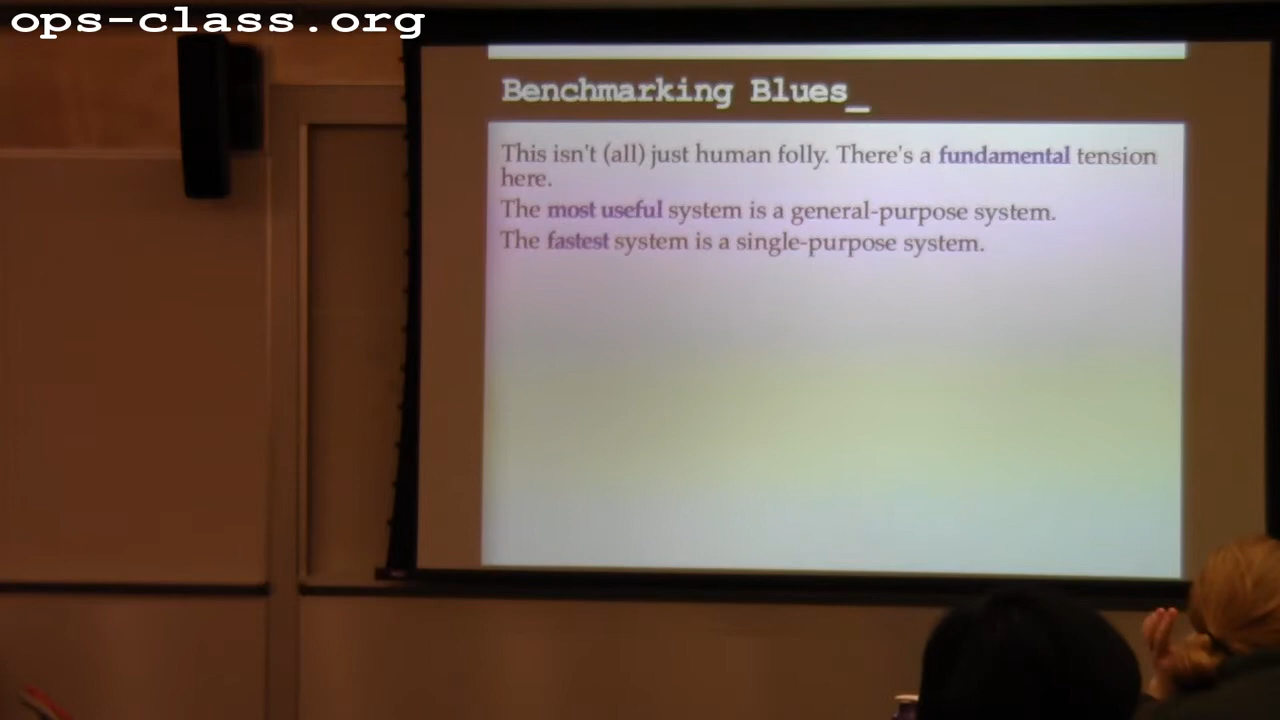 ops-class.org
Benchmarking Blues_
This isn't (all) just human folly. There's a fundamental tension
here.
The most useful system is a general-purpose system.
The fastest system is a single-purpose system.